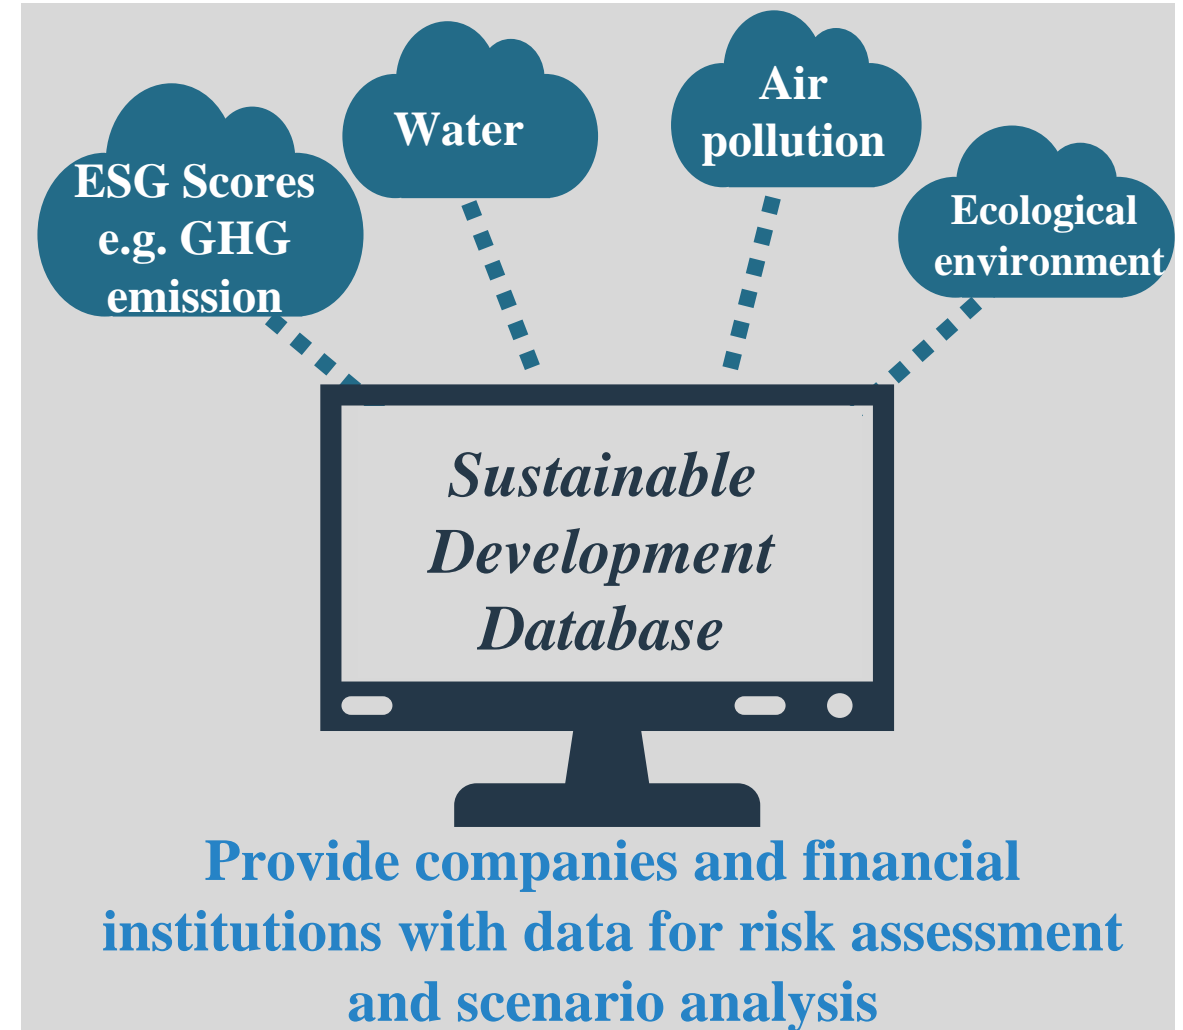 ESG Scores
e.g. GHG
emission
Water
Air
pollution
Ecological
environment
Sustainable
Development
Database
Provide companies and financial
institutions with data for risk assessment
and scenario analysis